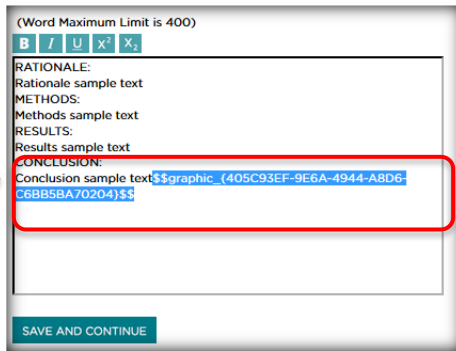 (Word Maximum Limit is 400)
B I U X² X₂
RATIONALE:
Rationale sample text
METHODS:
Methods sample text
RESULTS:
Results sample text
CONCLUSION:
Conclusion sample text$$graphic_{405C93EF-9E6A-4944-A8D6-
C6BB5BA70204}$$
SAVE AND CONTINUE